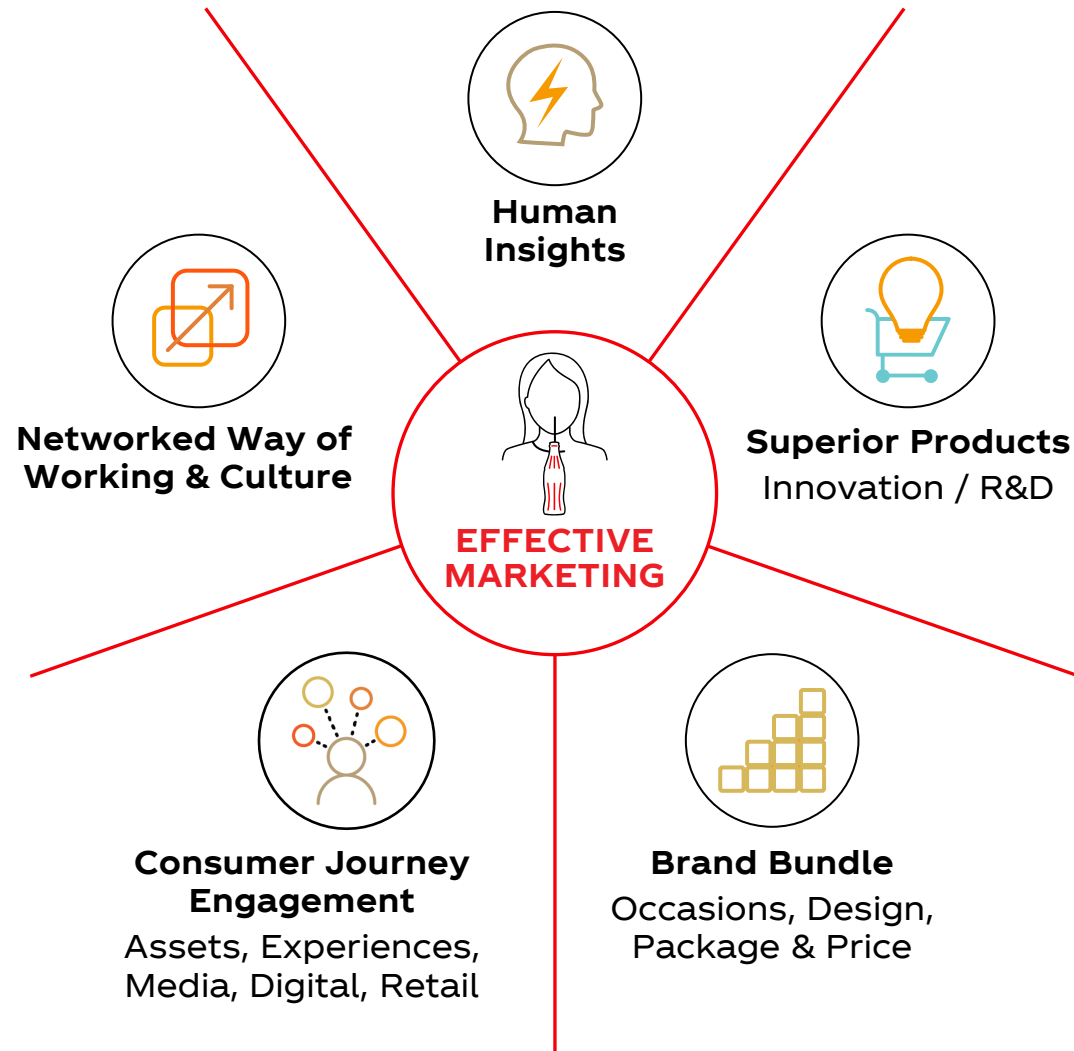 Human
Insights
Networked Way of
Working & Culture
Superior Products
Innovation / R&D
EFFECTIVE
MARKETING
Consumer Journey
Engagement
Assets, Experiences,
Media, Digital, Retail
Brand Bundle
Occasions, Design,
Package & Price